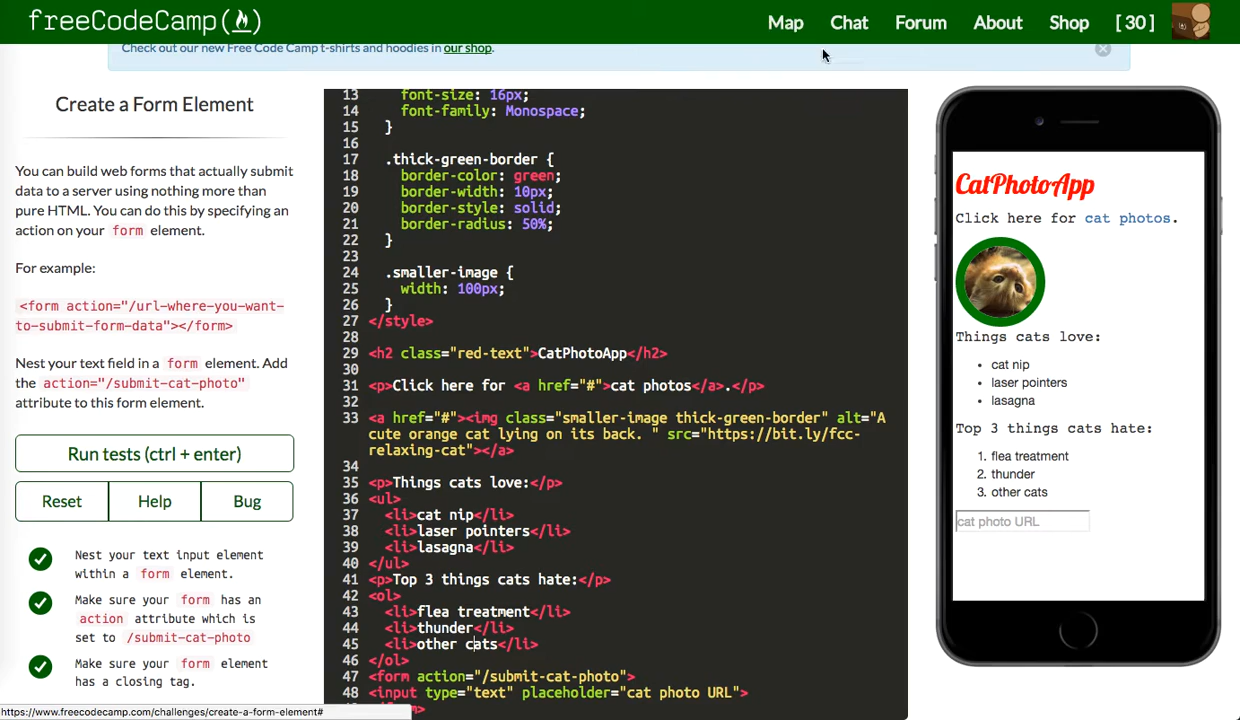 freeCodeCamp
Map Chat Forum About Shop [ 30 ]
Check out our new Free Code Camp t-shirts and hoodies in our shop.
Create a Form Element
You can build web forms that actually submit
data to a server using nothing more than
pure HTML. You can do this by specifying an
action on your form element.
For example:
<form action="/url-where-you-want-
to-submit-form-data"></form>
Nest your text field in a form element. Add
the action="/submit-cat-photo"
attribute to this form element.
Run tests (ctrl + enter)
Reset Help Bug
Nest your text input element
within a form element.
Make sure your form has an
action attribute which is
set to /submit-cat-photo
Make sure your form element
has a closing tag.
https://www.freecodecamp.com/challenges/create-a-form-element#
13 font-size: 16px;
14 font-family: Monospace;
15 }
16
17 .thick-green-border {
18 border-color: green;
19 border-width: 10px;
20 border-style: solid;
21 border-radius: 50%;
22 }
23
24 .smaller-image {
25 width: 100px;
26 }
27 </style>
28
29 <h2 class="red-text">CatPhotoApp</h2>
30
31 <p>Click here for <a href="#">cat photos</a>.</p>
32
33 <a href="#"><img class="smaller-image thick-green-border" alt="A
cute orange cat lying on its back. " src="https://bit.ly/fcc-
relaxing-cat"></a>
34
35 <p>Things cats love:</p>
36 <ul>
37 <li>cat nip</li>
38 <li>laser pointers</li>
39 <li>lasagna</li>
40 </ul>
41 <p>Top 3 things cats hate:</p>
42 <ol>
43 <li>flea treatment</li>
44 <li>thunder</li>
45 <li>other cats</li>
46 </ol>
47 <form action="/submit-cat-photo">
48 <input type="text" placeholder="cat photo URL">
CatPhotoApp
Click here for cat photos.
Things cats love:
• cat nip
• laser pointers
• lasagna
Top 3 things cats hate:
1. flea treatment
2. thunder
3. other cats
cat photo URL